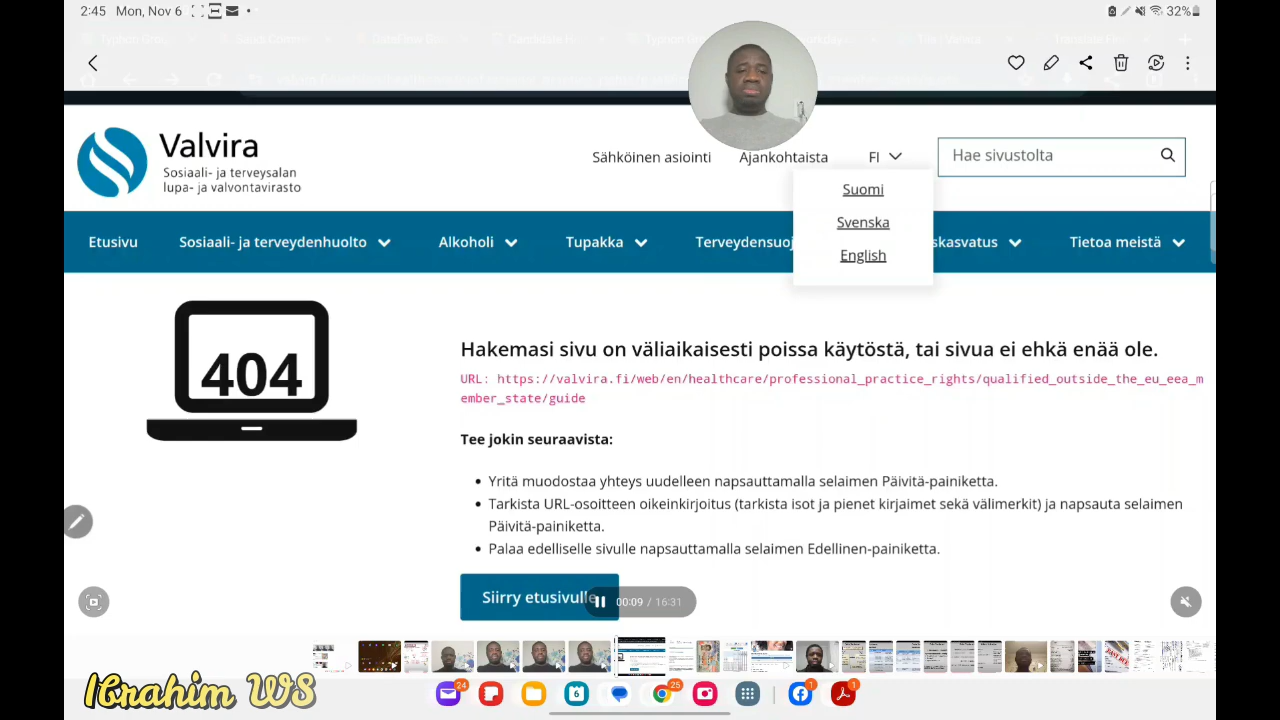 2:45 Mon, Nov 6
32%
Valvira
Sosiaali- ja terveysalan
lupa- ja valvontavirasto
Sähköinen asiointi
Ajankohtaista
FI
Hae sivustolta
Suomi
Svenska
English
Etusivu
Sosiaali- ja terveydenhuolto
Alkoholi
Tupakka
Terveydensuoj
skasvatus
Tietoa meistä
404
Hakemasi sivu on väliaikaisesti poissa käytöstä, tai sivua ei ehkä enää ole.
URL: https://valvira.fi/web/en/healthcare/professional_practice_rights/qualified_outside_the_eu_eea_m
ember_state/guide
Tee jokin seuraavista:
Yritä muodostaa yhteys uudelleen napsauttamalla selaimen Päivitä-painiketta.
Tarkista URL-osoitteen oikeinkirjoitus (tarkista isot ja pienet kirjaimet sekä välimerkit) ja napsauta selaimen
Päivitä-painiketta.
Palaa edelliselle sivulle napsauttamalla selaimen Edellinen-painiketta.
Siirry etusivulle
00:09 / 16:31
IBrahim WS
24
6
25
1
1